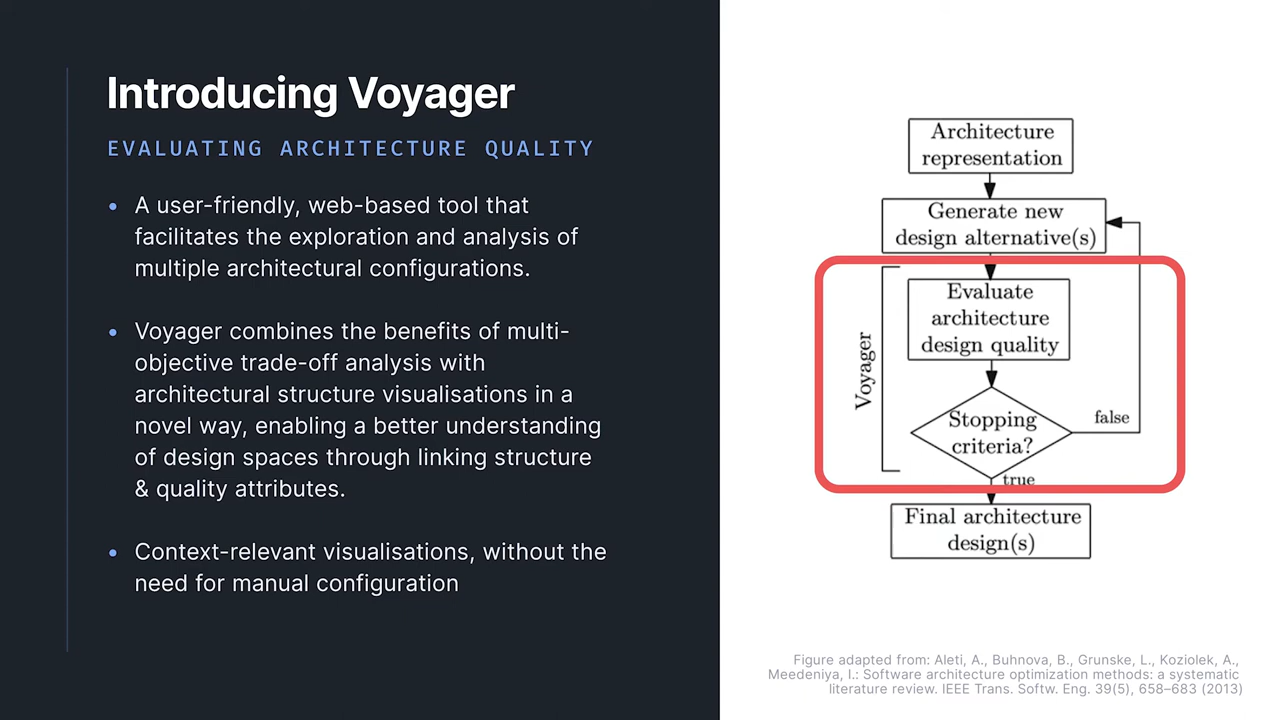 Introducing Voyager
EVALUATING ARCHITECTURE QUALITY
• A user-friendly, web-based tool that
facilitates the exploration and analysis of
multiple architectural configurations.
• Voyager combines the benefits of multi-
objective trade-off analysis with
architectural structure visualisations in a
novel way, enabling a better understanding
of design spaces through linking structure
& quality attributes.
• Context-relevant visualisations, without the
need for manual configuration
Architecture
representation
Generate new
design alternative(s)
Evaluate
architecture
design quality
Voyager
Stopping
criteria?
false
true
Final architecture
design(s)
Figure adapted from: Aleti, A., Buhnova, B., Grunske, L., Koziolek, A.,
Meedeniya, I.: Software architecture optimization methods: a systematic
literature review. IEEE Trans. Softw. Eng. 39(5), 658–683 (2013)